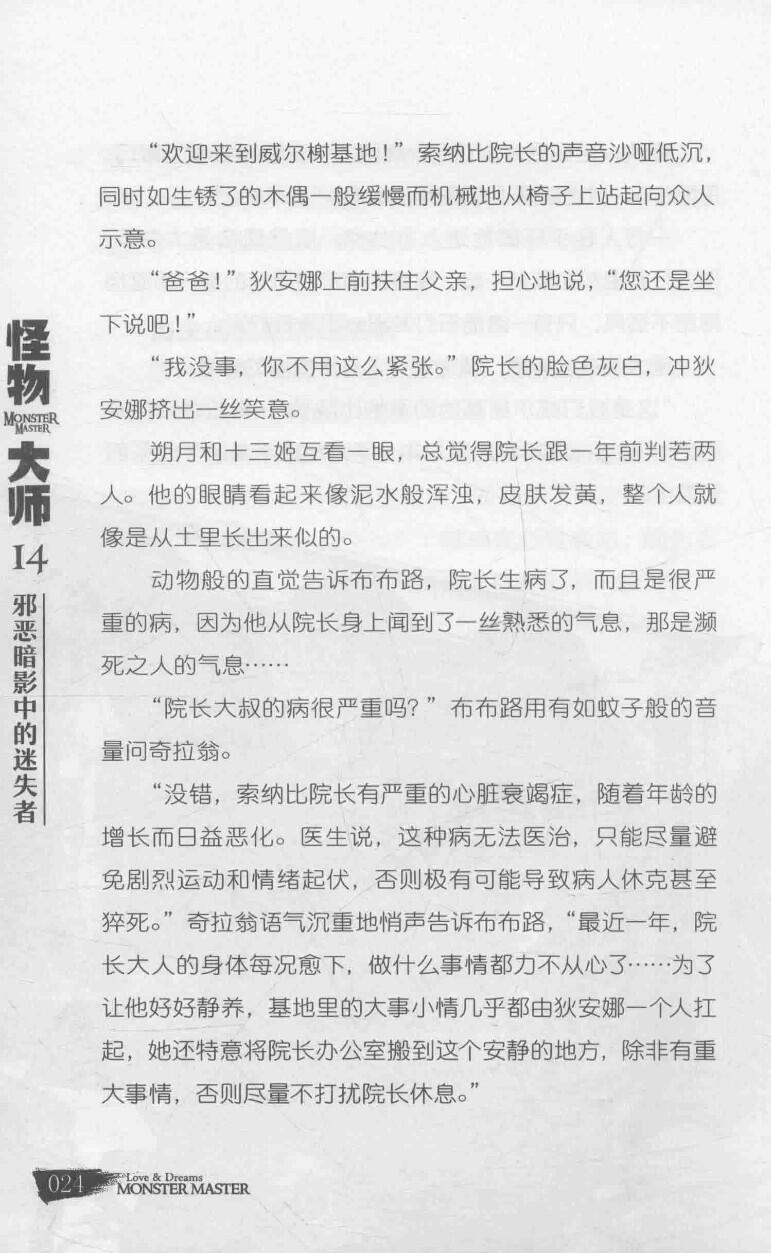 “欢迎来到威尔榭基地！”索纳比院长的声音沙哑低沉，
同时如生锈了的木偶一般缓慢而机械地从椅子上站起向众人
示意。
“爸爸！”狄安娜上前扶住父亲，担心地说，“您还是坐
下说吧！”
“我没事，你不用这么紧张。”院长的脸色灰白，冲狄
安娜挤出一丝笑意。
朔月和十三姬互看一眼，总觉得院长跟一年前判若两
人。他的眼睛看起来像泥水般浑浊，皮肤发黄，整个人就
像是从土里长出来似的。
动物般的直觉告诉布布路，院长生病了，而且是很严
重的病，因为他从院长身上闻到了一丝熟悉的气息，那是濒
死之人的气息……
“院长大叔的病很严重吗？”布布路用有如蚊子般的音
量问奇拉翁。
“没错，索纳比院长有严重的心脏衰竭症，随着年龄的
增长而日益恶化。医生说，这种病无法医治，只能尽量避
免剧烈运动和情绪起伏，否则极有可能导致病人休克甚至
猝死。”奇拉翁语气沉重地悄声告诉布布路，“最近一年，院
长大人的身体每况愈下，做什么事情都力不从心了……为了
让他好好静养，基地里的大事小情几乎都由狄安娜一个人扛
起，她还特意将院长办公室搬到这个安静的地方，除非有重
大事情，否则尽量不打扰院长休息。”
怪物
MONSTER
MASTER
大师
14
邪恶暗影中的迷失者
024
Love & Dreams
MONSTER MASTER